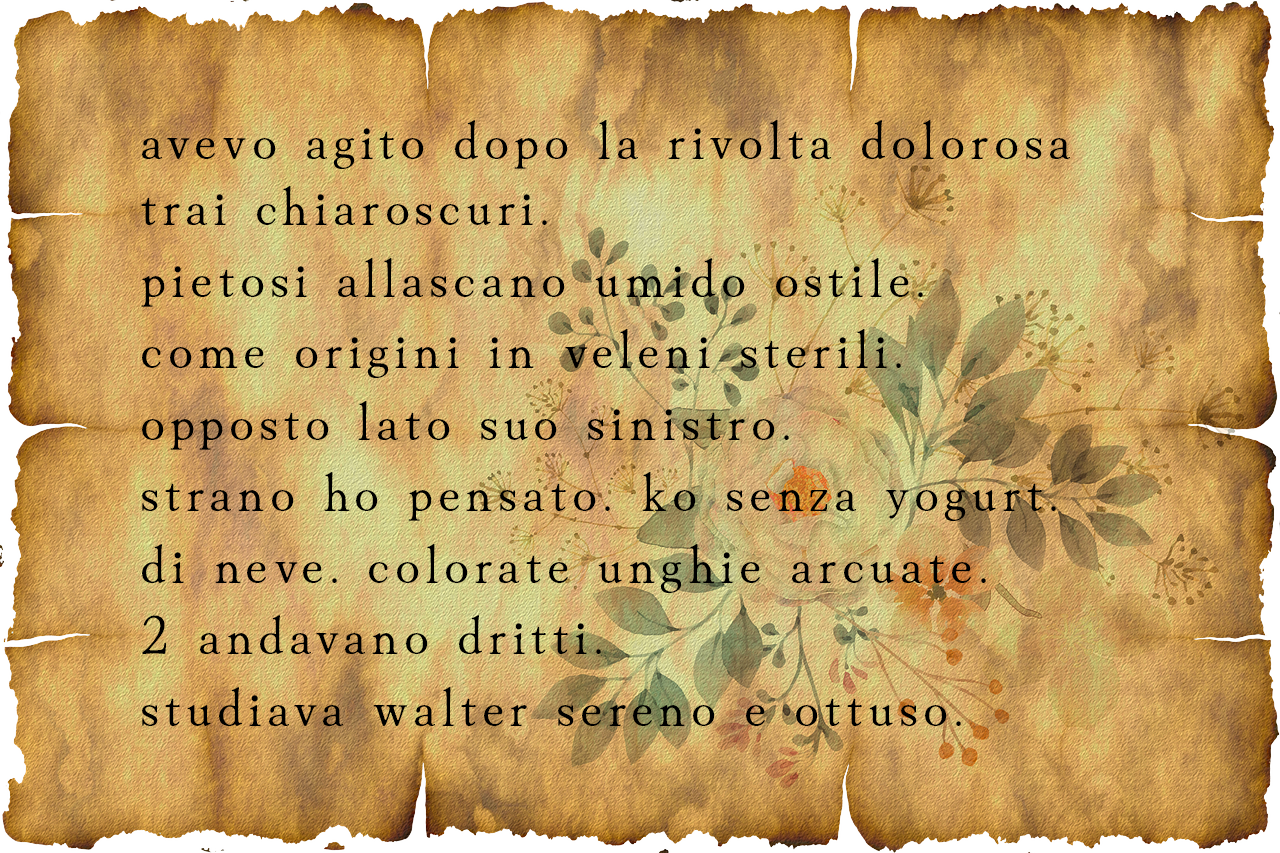 avevo agito dopo la rivolta dolorosa
trai chiaroscuri.
pietosi allascano umido ostile.
come origini in veleni sterili.
opposto lato suo sinistro.
strano ho pensato. ko senza yogurt.
di neve. colorate unghie arcuate.
2 andavano dritti.
studiava walter sereno e ottuso.